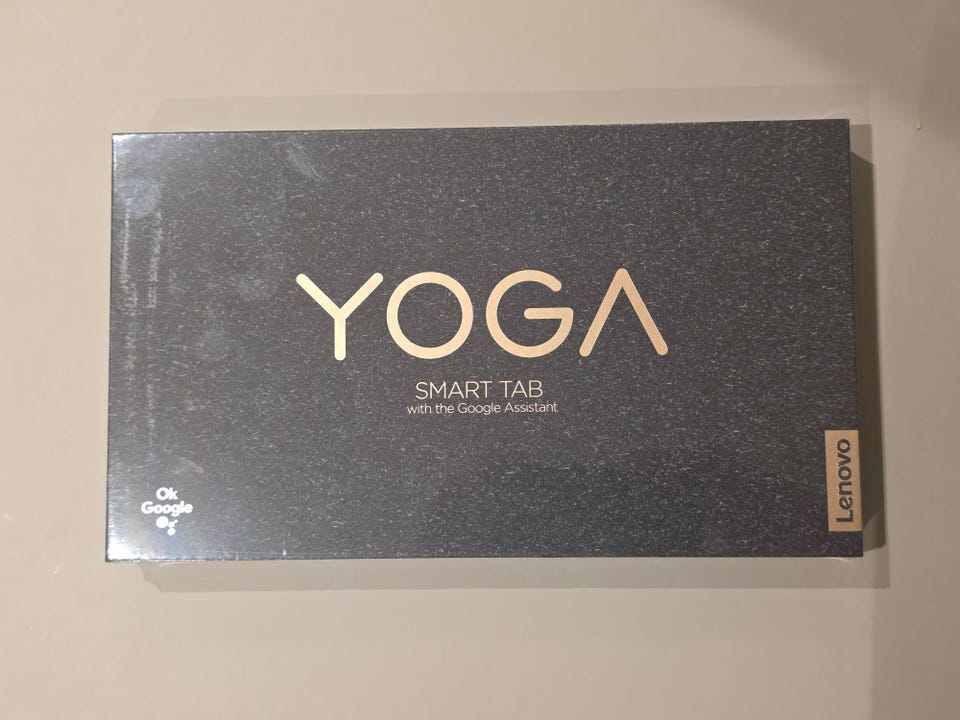 YOGA
SMART TAB
with the Google Assistant
Ok
Google
Lenovo